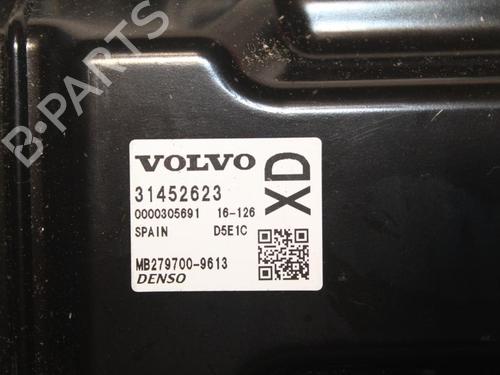 B-PARTS
VOLVO
31452623
0000305691 16-126
SPAIN D5E1C
MB279700-9613
DENSO
XD